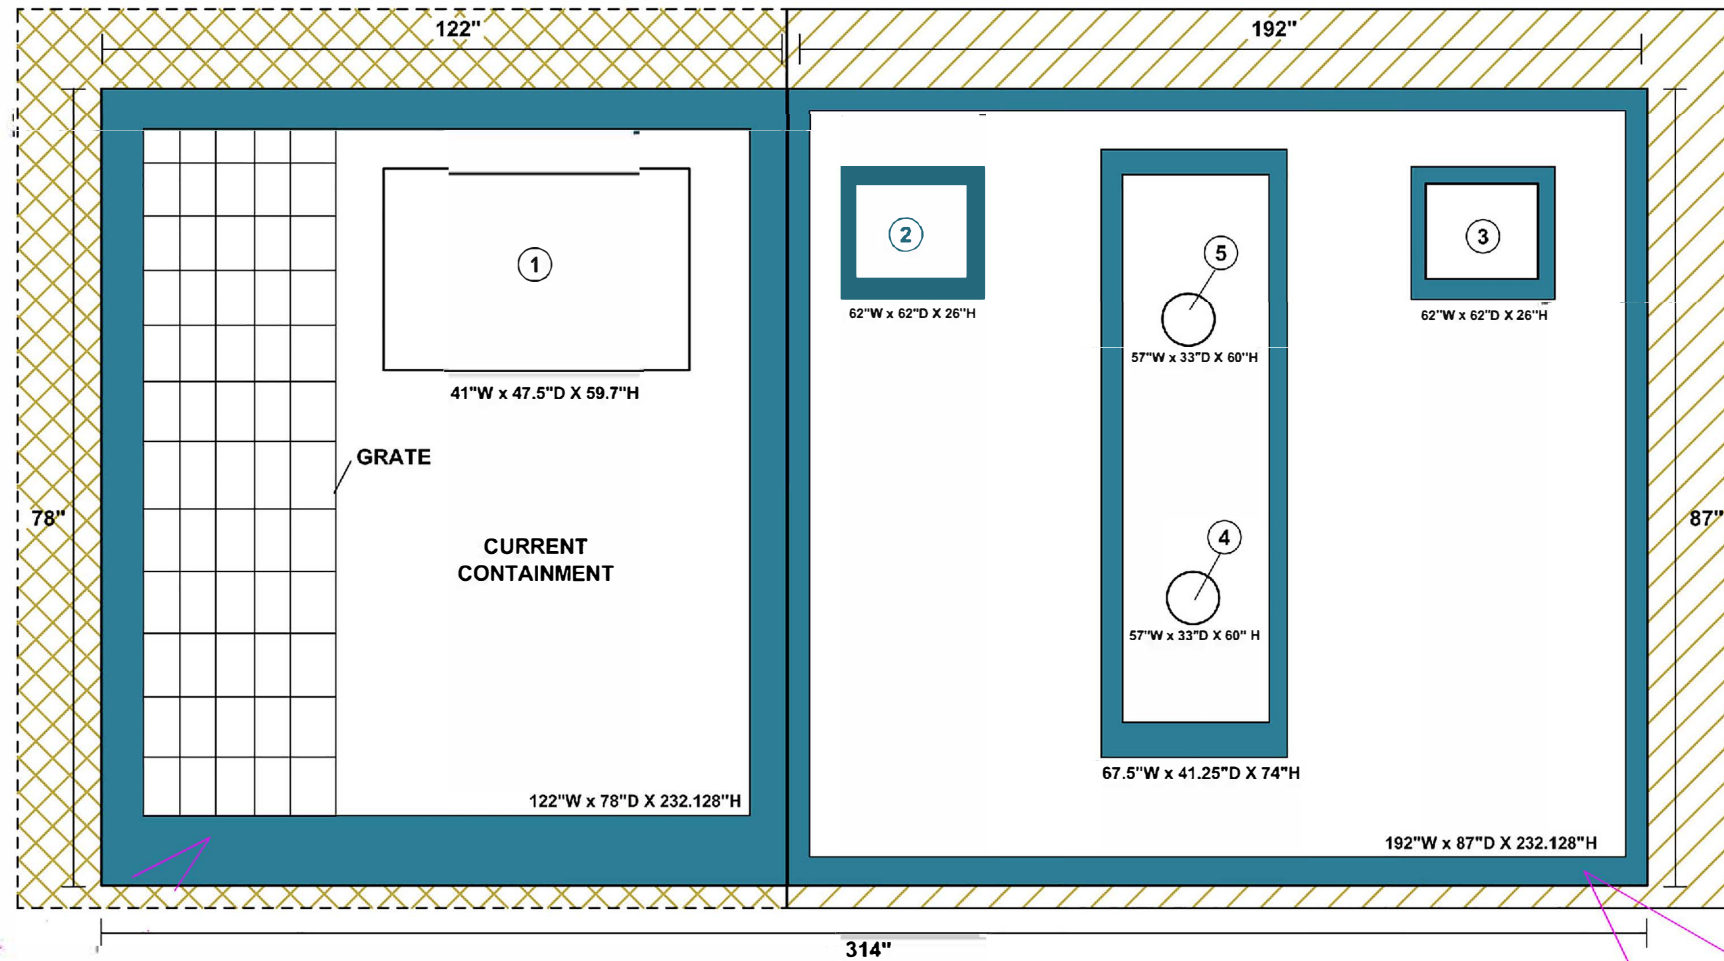 122"
192"
1
2
5
3
62"W x 62"D X 26"H
62"W x 62"D X 26"H
57"W x 33"D X 60"H
41"W x 47.5"D X 59.7"H
GRATE
78"
87"
4
CURRENT
CONTAINMENT
57"W x 33"D X 60" H
67.5"W x 41.25"D X 74"H
122"W x 78"D X 232.128"H
192"W x 87"D X 232.128"H
314"